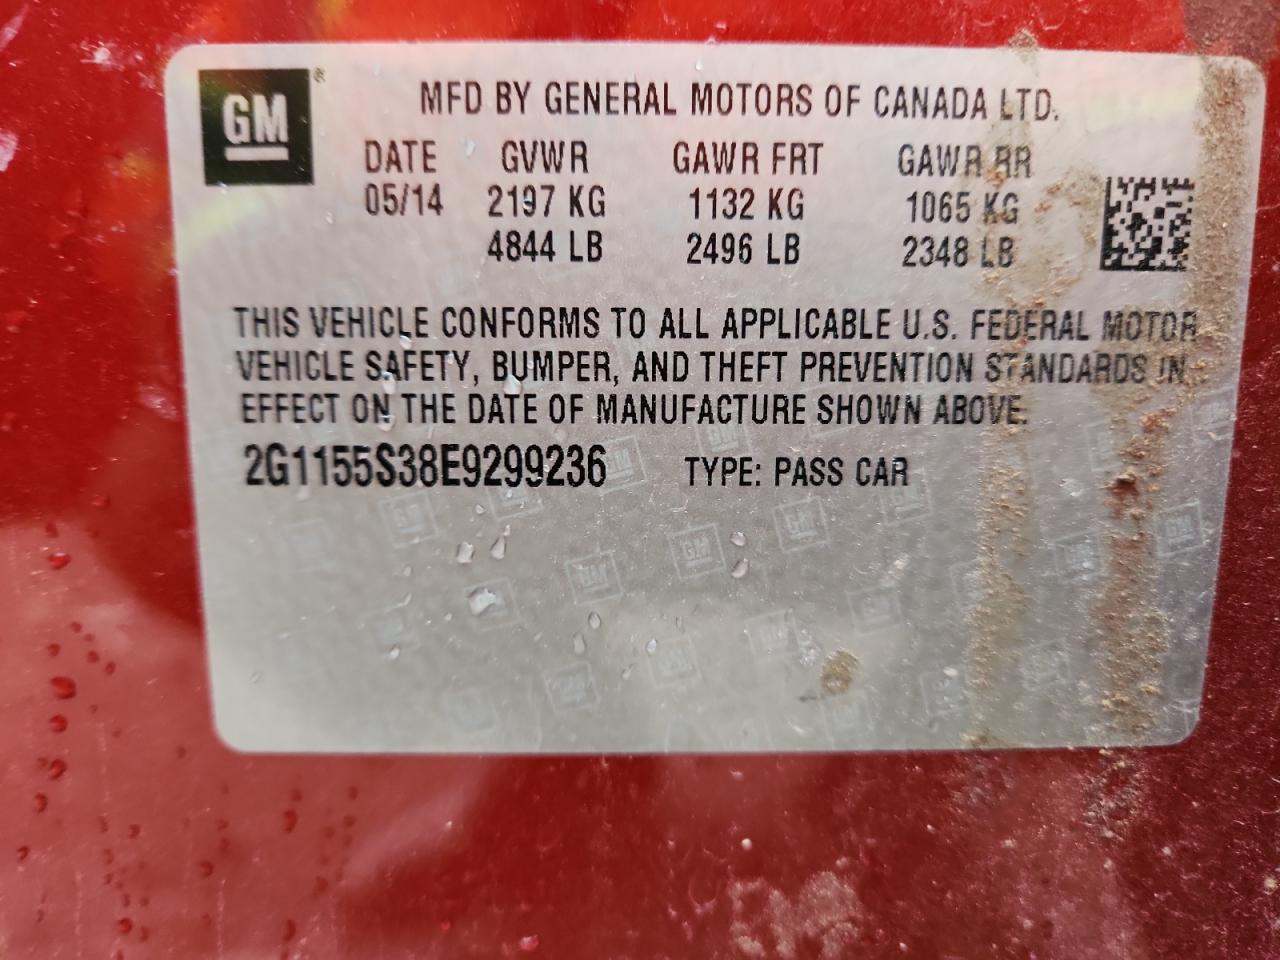 GM ®
MFD BY GENERAL MOTORS OF CANADA LTD.
DATE GVWR GAWR FRT GAWR RR
05/14 2197 KG 1132 KG 1065 KG
4844 LB 2496 LB 2348 LB
THIS VEHICLE CONFORMS TO ALL APPLICABLE U.S. FEDERAL MOTOR
VEHICLE SAFETY, BUMPER, AND THEFT PREVENTION STANDARDS IN
EFFECT ON THE DATE OF MANUFACTURE SHOWN ABOVE.
2G1155S38E9299236 TYPE: PASS CAR